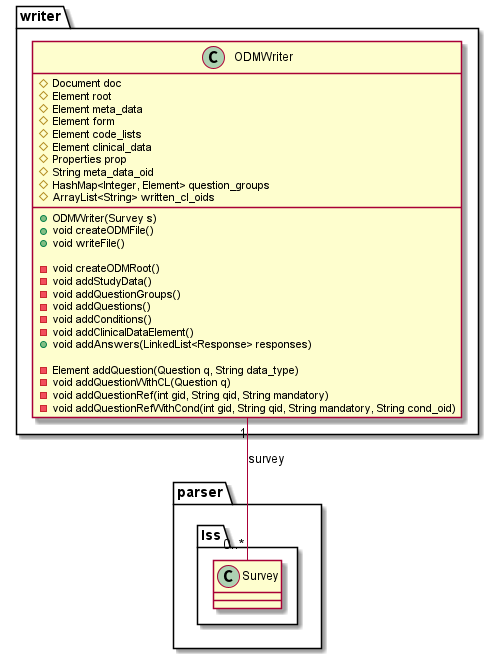 writer
C ODMWriter
Document doc
Element root
Element meta_data
Element form
Element code_lists
Element clinical_data
Properties prop
String meta_data_oid
HashMap<Integer, Element> question_groups
ArrayList<String> written_cl_oids
ODMWriter(Survey s)
void createODMFile()
void writeFile()
void createODMRoot()
void addStudyData()
void addQuestionGroups()
void addQuestions()
void addConditions()
void addClinicalDataElement()
void addAnswers(LinkedList<Response> responses)
Element addQuestion(Question q, String data_type)
void addQuestionWithCL(Question q)
void addQuestionRef(int gid, String qid, String mandatory)
void addQuestionRefWithCond(int gid, String qid, String mandatory, String cond_oid)
1
survey
parser
lss
0..*
C Survey